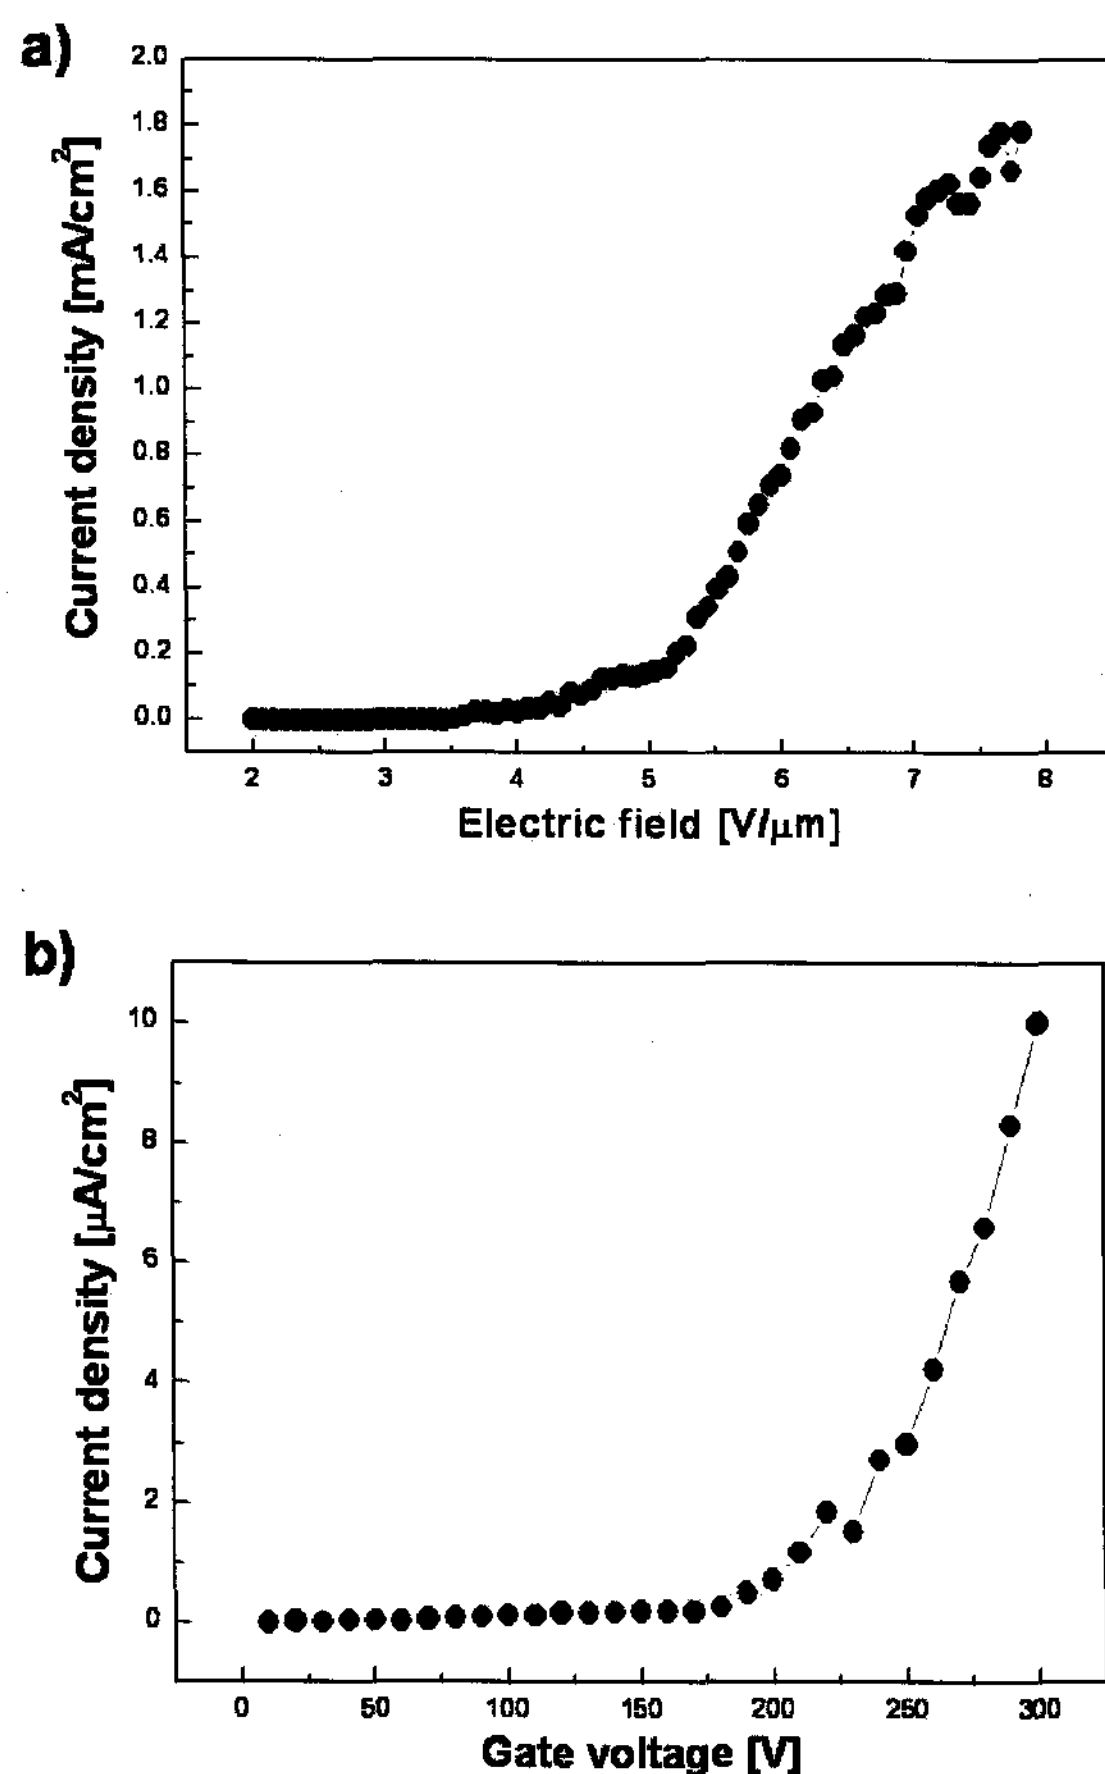 a)
Current density [mA/cm²]
2.0
1.8
1.6
1.4
1.2
1.0
0.8
0.6
0.4
0.2
0.0
2 3 4 5 6 7 8
Electric field [V/μm]
b)
Current density [μA/cm²]
10
8
6
4
2
0
0 50 100 150 200 250 300
Gate voltage [V]